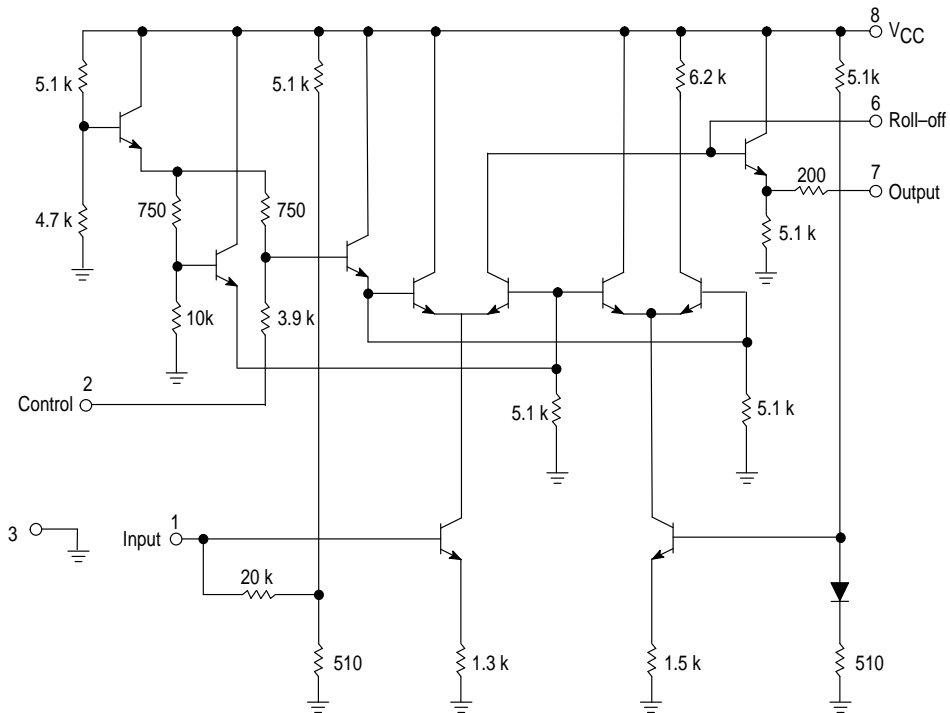 8
VCC
5.1 k
5.1 k
6.2 k
5.1k
6
Roll–off
7
200
Output
4.7 k
750
750
5.1 k
10k
3.9 k
2
Control
5.1 k
5.1 k
3
1
Input
20 k
510
1.3 k
1.5 k
510